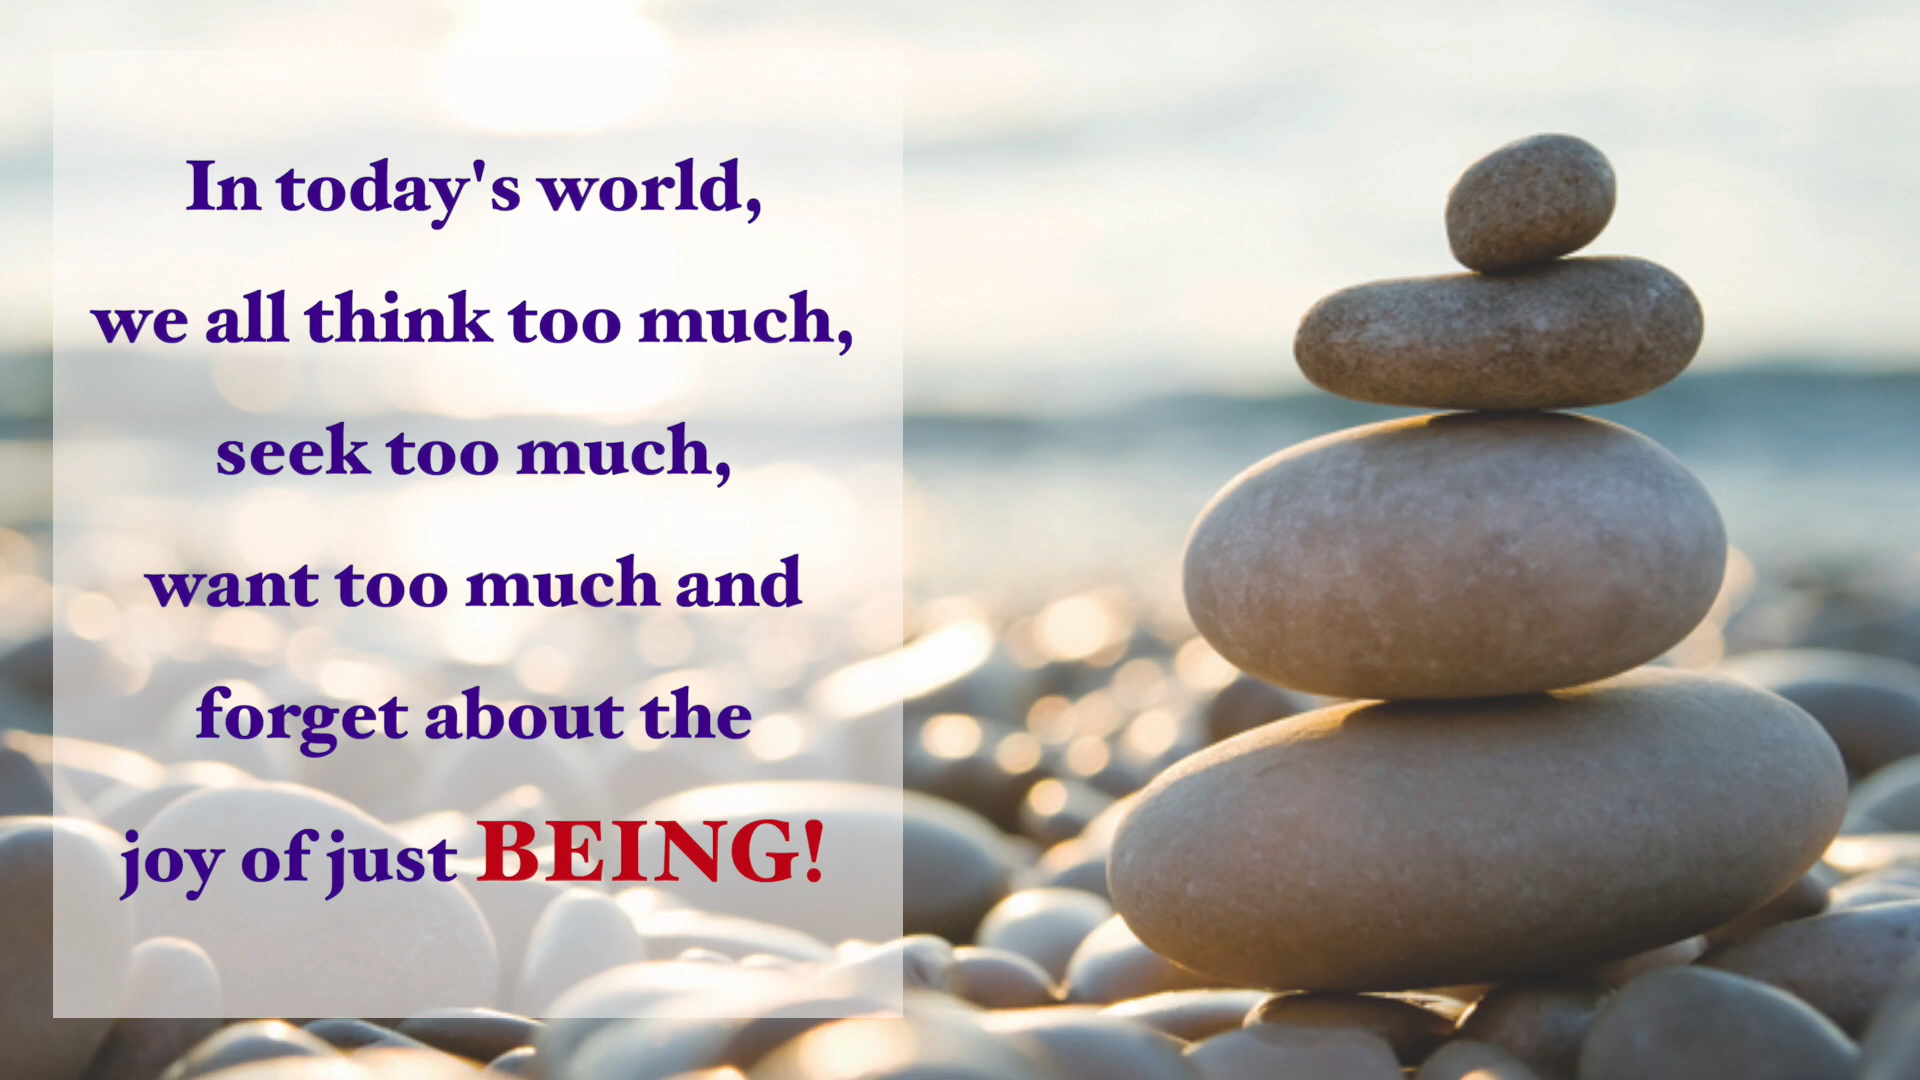 In today's world,
we all think too much,
seek too much,
want too much and
forget about the
joy of just BEING!